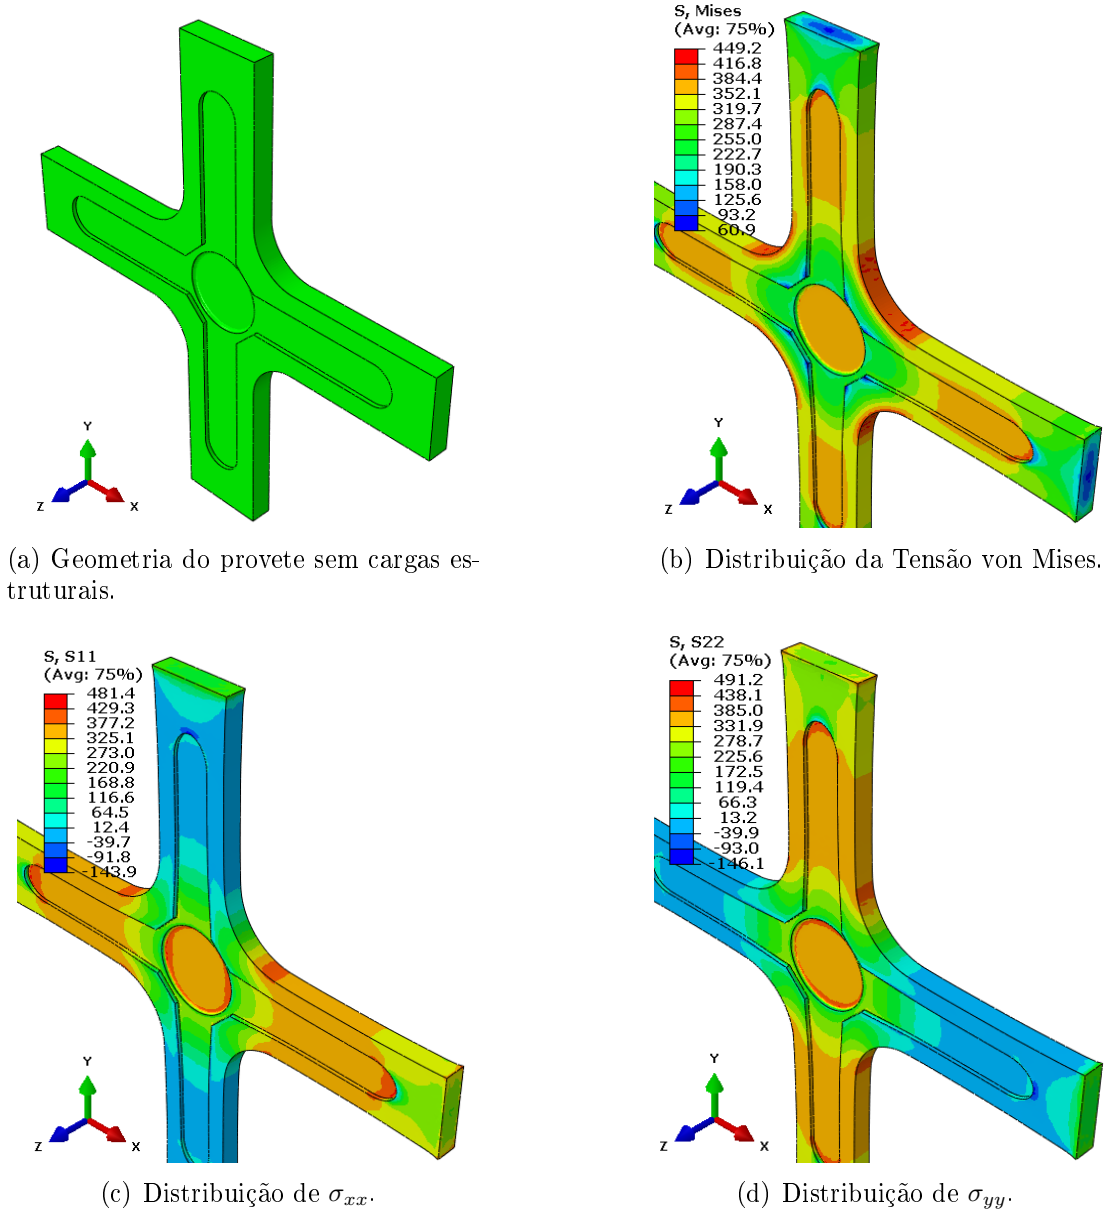 Y
Z
X
(a) Geometria do provete sem cargas es-
truturais.
S, Mises
(Avg: 75%)
449.2
416.8
384.4
352.1
319.7
287.4
255.0
222.7
190.3
158.0
125.6
93.2
60.9
Y
Z
X
(b) Distribuição da Tensão von Mises.
S, S11
(Avg: 75%)
481.4
429.3
377.2
325.1
273.0
220.9
168.8
116.6
64.5
12.4
-39.7
-91.8
-143.9
Y
Z
X
(c) Distribuição de σxx.
S, S22
(Avg: 75%)
491.2
438.1
385.0
331.9
278.7
225.6
172.5
119.4
66.3
13.2
-39.9
-93.0
-146.1
Y
Z
X
(d) Distribuição de σyy.